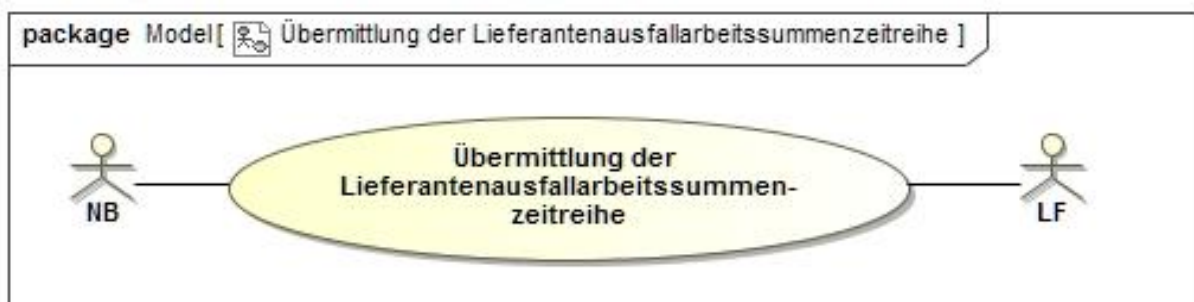 package Model[ Übermittlung der Lieferantenausfallarbeitssummenzeitreihe ]
Übermittlung der
Lieferantenausfallarbeitssummen-
zeitreihe
NB
LF